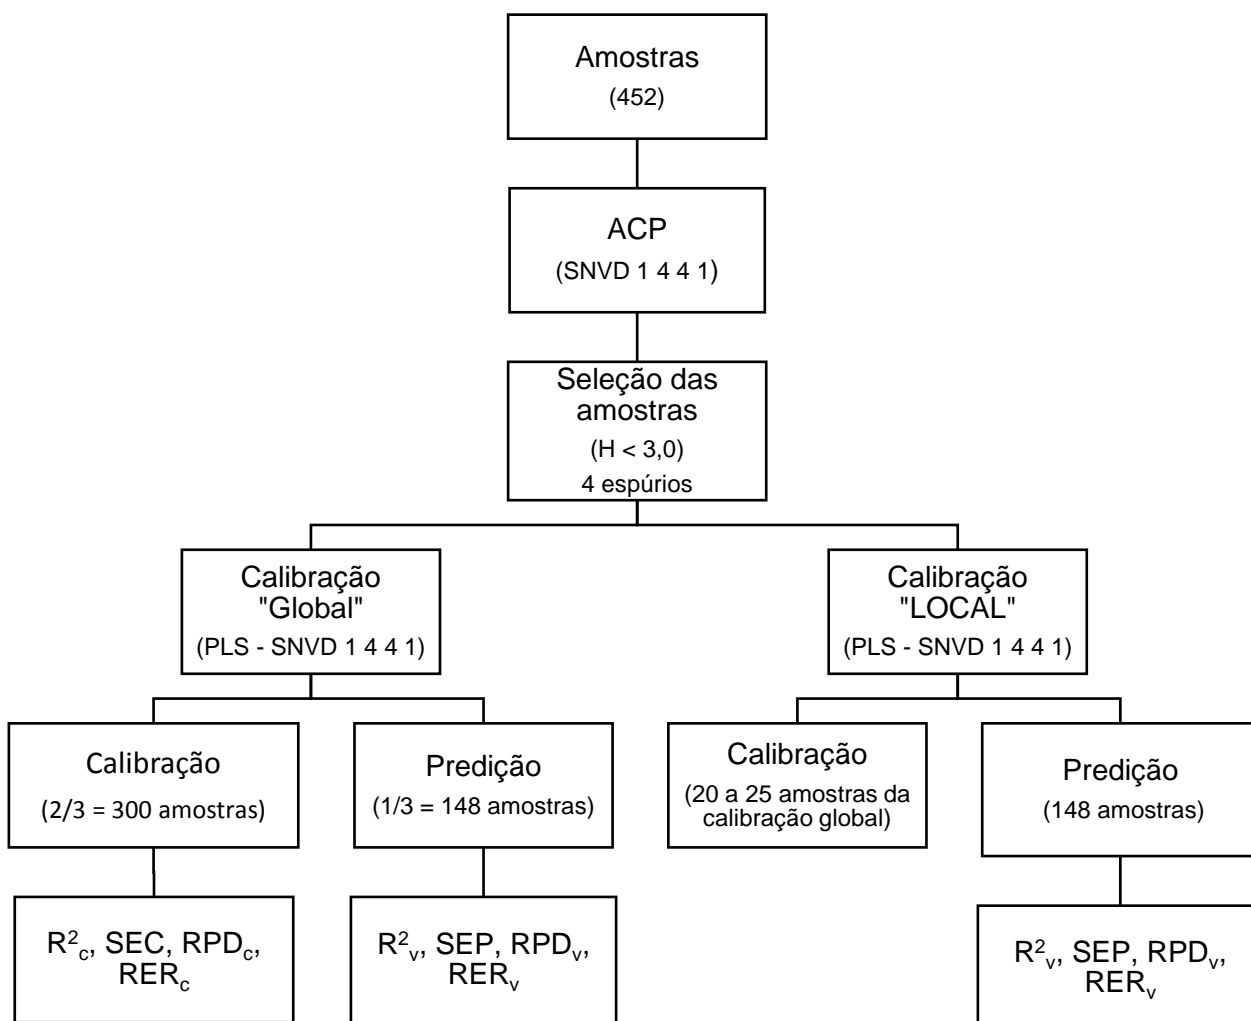 Amostras
(452)
ACP
(SNVD 1 4 4 1)
Seleção das
amostras
(H < 3,0)
4 espúrios
Calibração
"Global"
(PLS - SNVD 1 4 4 1)
Calibração
"LOCAL"
(PLS - SNVD 1 4 4 1)
Calibração
(2/3 = 300 amostras)
Predição
(1/3 = 148 amostras)
Calibração
(20 a 25 amostras da
calibração global)
Predição
(148 amostras)
R²c, SEC, RPDc,
RERc
R²v, SEP, RPDv,
RERv
R²v, SEP, RPDv,
RERv